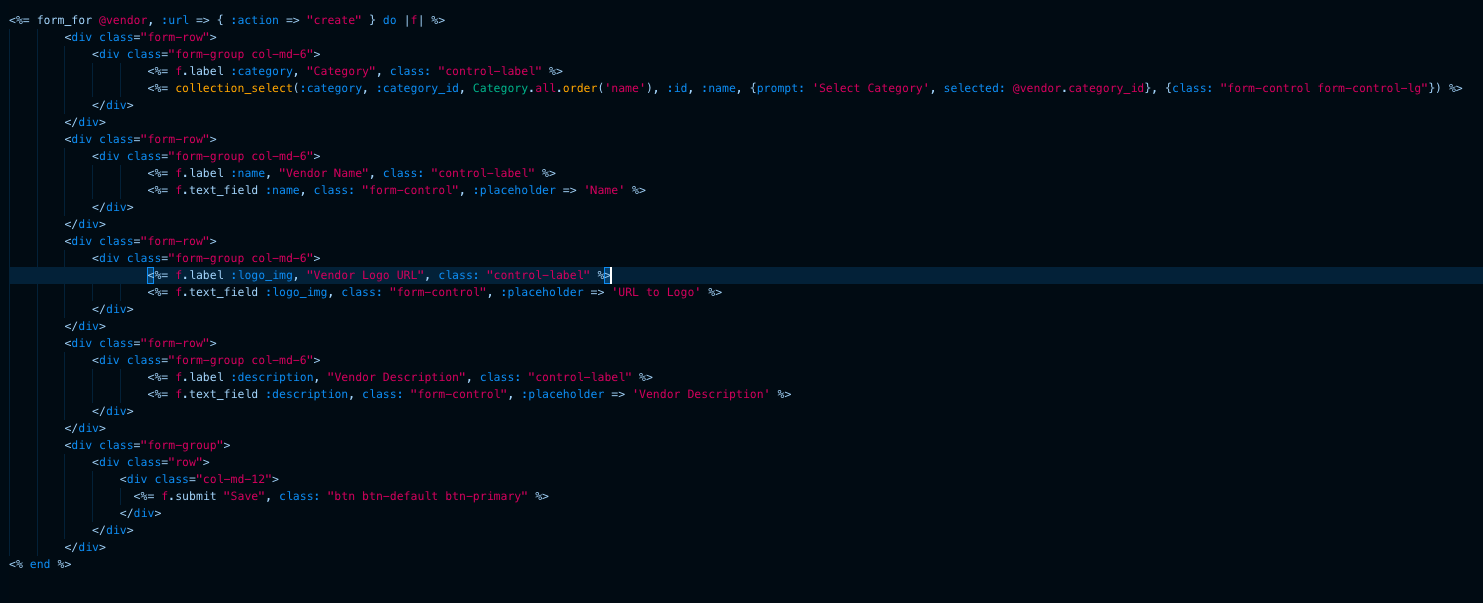 <%= form_for @vendor, :url => { :action => "create" } do |f| %>
<div class="form-row">
<div class="form-group col-md-6">
<%= f.label :category, "Category", class: "control-label" %>
<%= collection_select(:category, :category_id, Category.all.order('name'), :id, :name, {prompt: 'Select Category', selected: @vendor.category_id}, {class: "form-control form-control-lg"}) %>
</div>
</div>
<div class="form-row">
<div class="form-group col-md-6">
<%= f.label :name, "Vendor Name", class: "control-label" %>
<%= f.text_field :name, class: "form-control", :placeholder => 'Name' %>
</div>
</div>
<div class="form-row">
<div class="form-group col-md-6">
<%= f.label :logo_img, "Vendor Logo URL", class: "control-label" %>
<%= f.text_field :logo_img, class: "form-control", :placeholder => 'URL to Logo' %>
</div>
</div>
<div class="form-row">
<div class="form-group col-md-6">
<%= f.label :description, "Vendor Description", class: "control-label" %>
<%= f.text_field :description, class: "form-control", :placeholder => 'Vendor Description' %>
</div>
</div>
<div class="form-group">
<div class="row">
<div class="col-md-12">
<%= f.submit "Save", class: "btn btn-default btn-primary" %>
</div>
</div>
</div>
<% end %>